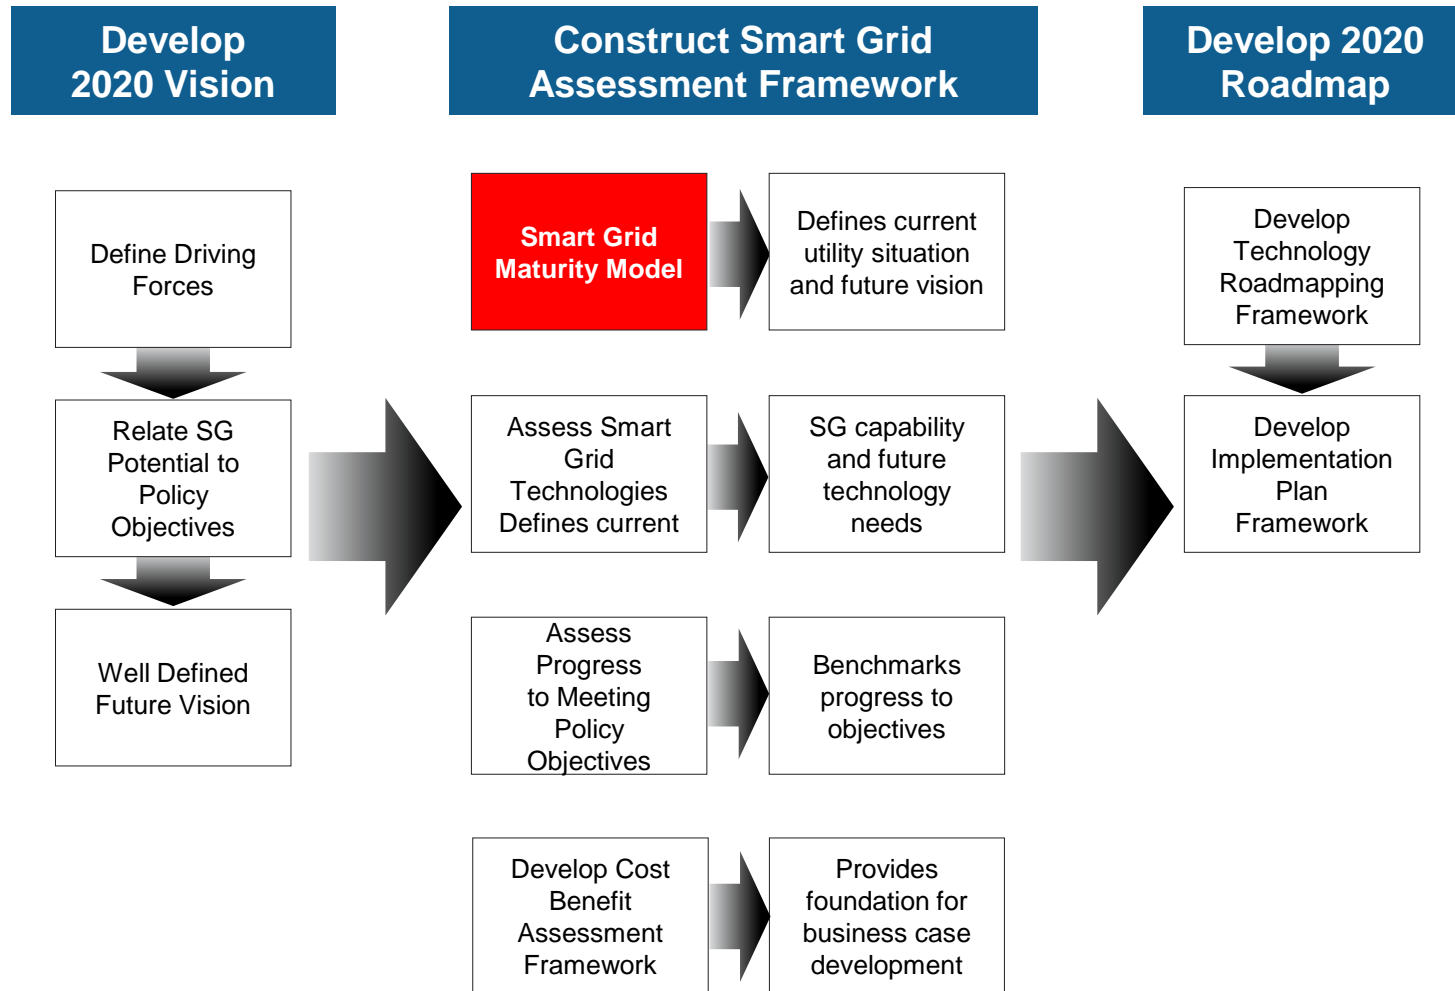 Develop
2020 Vision
Construct Smart Grid
Assessment Framework
Develop 2020
Roadmap
Define Driving
Forces
Relate SG
Potential to
Policy
Objectives
Well Defined
Future Vision
Smart Grid
Maturity Model
Defines current
utility situation
and future vision
Assess Smart
Grid
Technologies
Defines current
SG capability
and future
technology
needs
Assess
Progress
to Meeting
Policy
Objectives
Benchmarks
progress to
objectives
Develop Cost
Benefit
Assessment
Framework
Provides
foundation for
business case
development
Develop
Technology
Roadmapping
Framework
Develop
Implementation
Plan
Framework